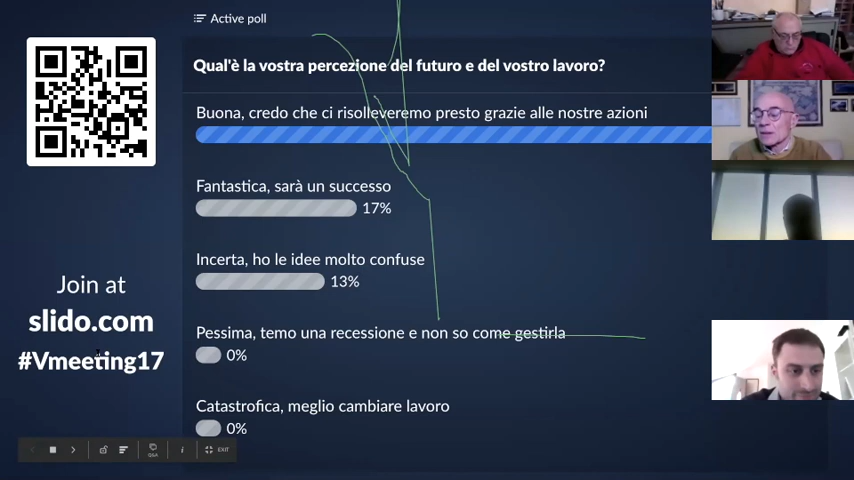 Active poll
Qual'è la vostra percezione del futuro e del vostro lavoro?
Buona, credo che ci risolleveremo presto grazie alle nostre azioni
Fantastica, sarà un successo
17%
Incerta, ho le idee molto confuse
13%
Pessima, temo una recessione e non so come gestirla
0%
Catastrofica, meglio cambiare lavoro
0%
Join at
slido.com
#Vmeeting17
Q&A
i
EXIT